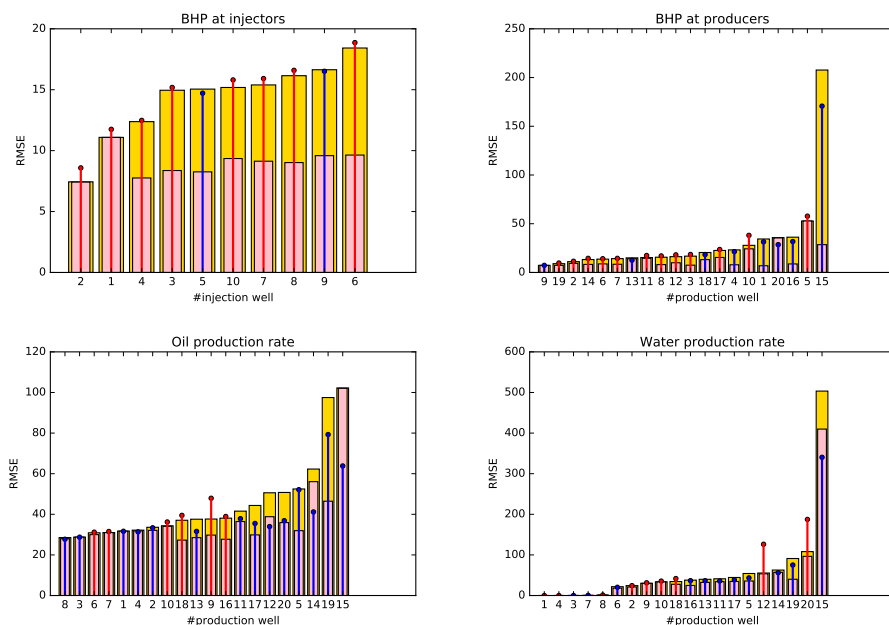 BHP at injectors
RMSE
20
15
10
5
0
2 1 4 3 5 10 7 8 9 6
#injection well
BHP at producers
RMSE
250
200
150
100
50
0
9 19 2 14 6 7 13 11 8 12 3 18 17 4 10 1 20 16 5 15
#production well
Oil production rate
RMSE
120
100
80
60
40
20
0
8 3 6 7 1 4 2 10 18 13 9 16 11 17 12 20 5 14 19 15
#production well
Water production rate
RMSE
600
500
400
300
200
100
0
1 4 3 7 8 6 2 9 10 18 16 13 11 17 5 12 14 19 20 15
#production well